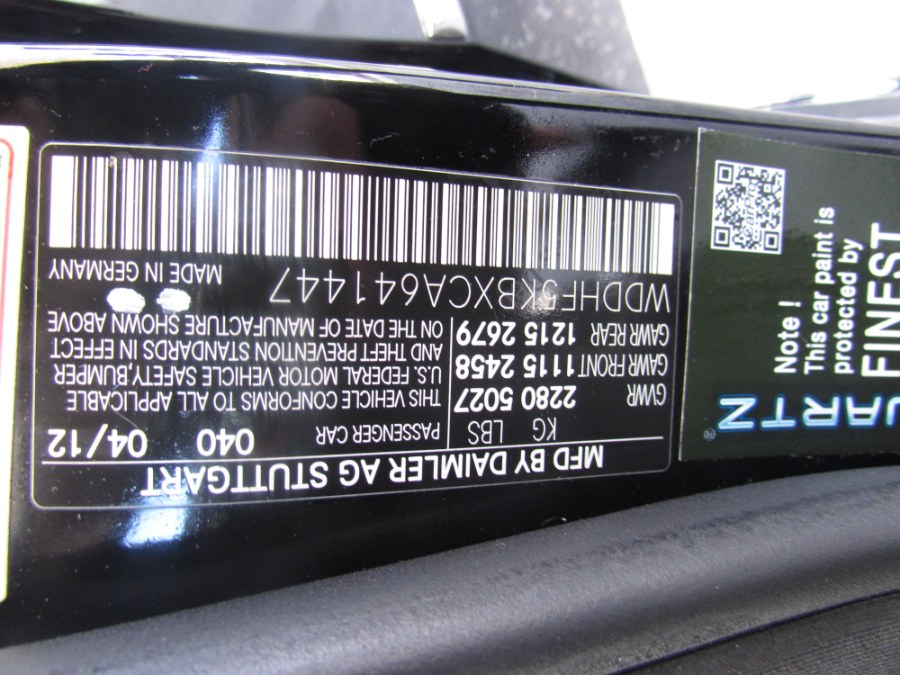 MFD BY DAIMLER AG STUTTGART
KG LBS PASSENGER CAR 040 04/12
GVWR 2280 5027
GAWR FRONT 1115 2458
GAWR REAR 1215 2679
THIS VEHICLE CONFORMS TO ALL APPLICABLE
U.S. FEDERAL MOTOR VEHICLE SAFETY,BUMPER
AND THEFT PREVENTION STANDARDS IN EFFECT
ON THE DATE OF MANUFACTURE SHOWN ABOVE
WDDHF5KBXCA641447 MADE IN GERMANY
Note !
This car paint is
protected by
FINEST